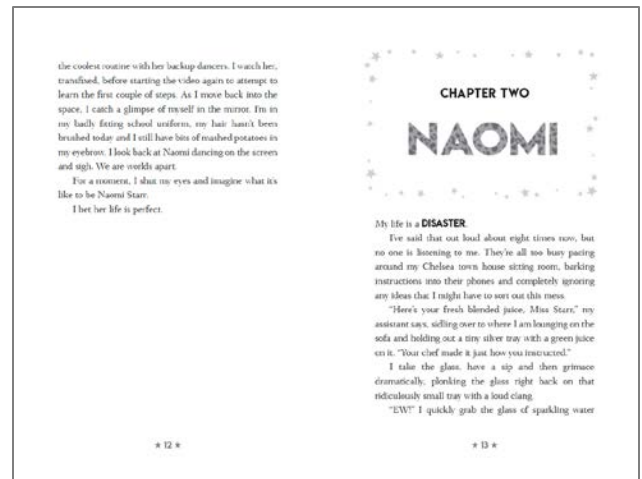 the coolest routine with her backup dancers. I watch her,
transfixed, before starting the video again to attempt to
learn the first couple of steps. As I move back into the
space, I catch a glimpse of myself in the mirror. I'm in
my badly fitting school uniform, my hair hasn't been
brushed today and I still have bits of mashed potatoes in
my eyebrow. I look back at Naomi dancing on the screen
and sigh. We are worlds apart.
For a moment, I shut my eyes and imagine what it's
like to be Naomi Starr.
I bet her life is perfect.
★ 12 ★
CHAPTER TWO
NAOMI
My life is a DISASTER.
I've said that out loud about eight times now, but
no one is listening to me. They're all too busy pacing
around my Chelsea town house sitting room, barking
instructions into their phones and completely ignoring
any ideas that I might have to sort out this mess.
"Here's your fresh blended juice, Miss Starr," my
assistant says, sidling over to where I am lounging on the
sofa and holding out a tiny silver tray with a green juice
on it. "Your chef made it just how you instructed."
I take the glass, have a sip and then grimace
dramatically, plonking the glass right back on that
ridiculously small tray with a loud clang.
"EW!" I quickly grab the glass of sparkling water
★ 13 ★